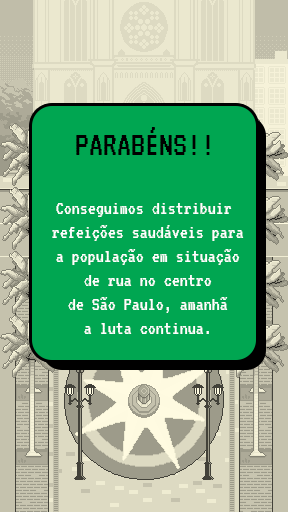 PARABÉNS!!
Conseguimos distribuir
refeições saudáveis para
a população em situação
de rua no centro
de São Paulo, amanhã
a luta continua.